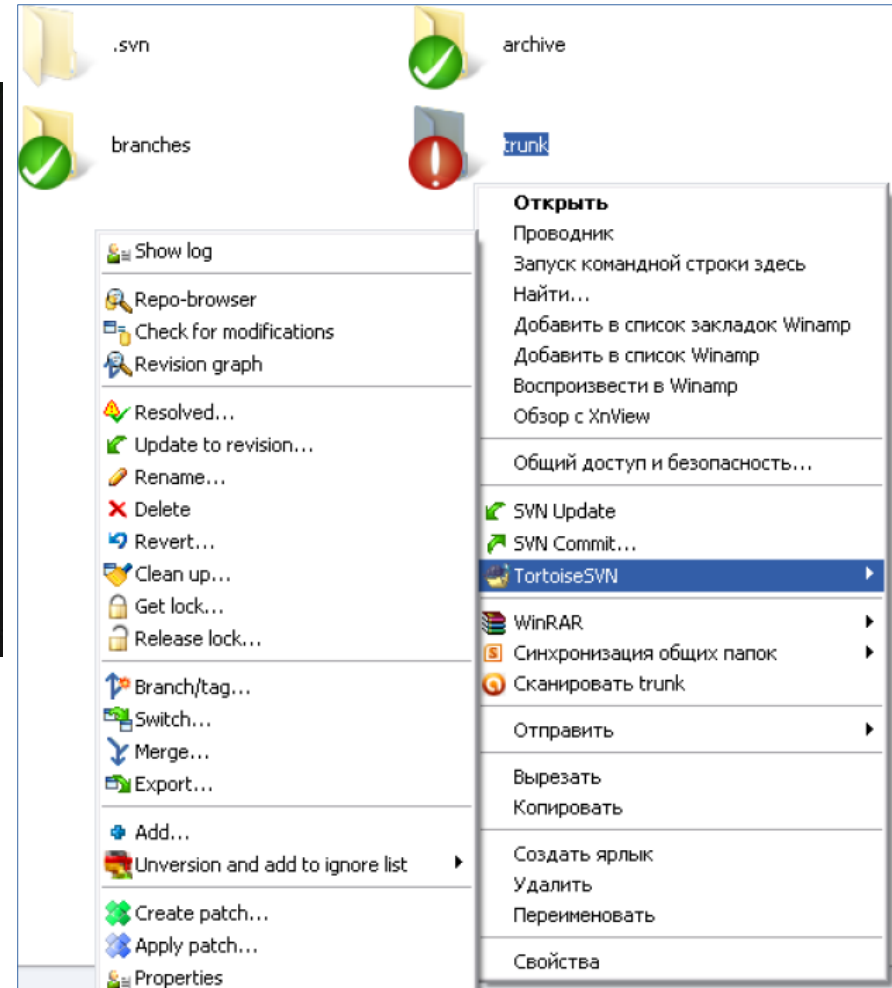 .svn
archive
branches
trunk
Открыть
Проводник
Запуск командной строки здесь
Найти...
Добавить в список закладок Winamp
Добавить в список Winamp
Воспроизвести в Winamp
Обзор с XnView
Общий доступ и безопасность...
SVN Update
SVN Commit...
TortoiseSVN
WinRAR
Синхронизация общих папок
Сканировать trunk
Отправить
Вырезать
Копировать
Создать ярлык
Удалить
Переименовать
Свойства
Show log
Repo-browser
Check for modifications
Revision graph
Resolved...
Update to revision...
Rename...
Delete
Revert...
Clean up...
Get lock...
Release lock...
Branch/tag...
Switch...
Merge...
Export...
Add...
Unversion and add to ignore list
Create patch...
Apply patch...
Properties